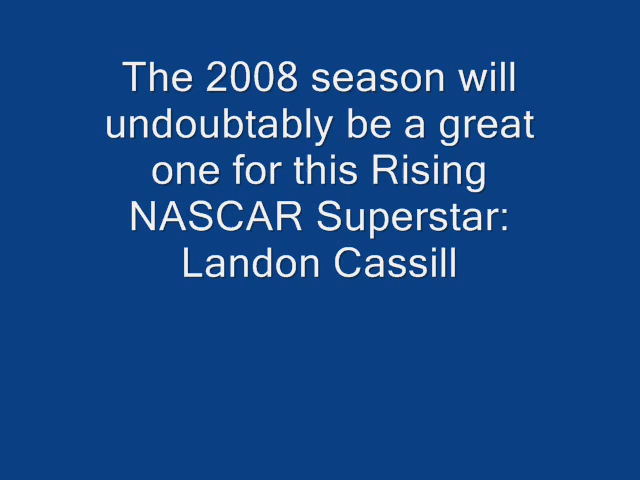 The 2008 season will
undoubtably be a great
one for this Rising
NASCAR Superstar:
Landon Cassill